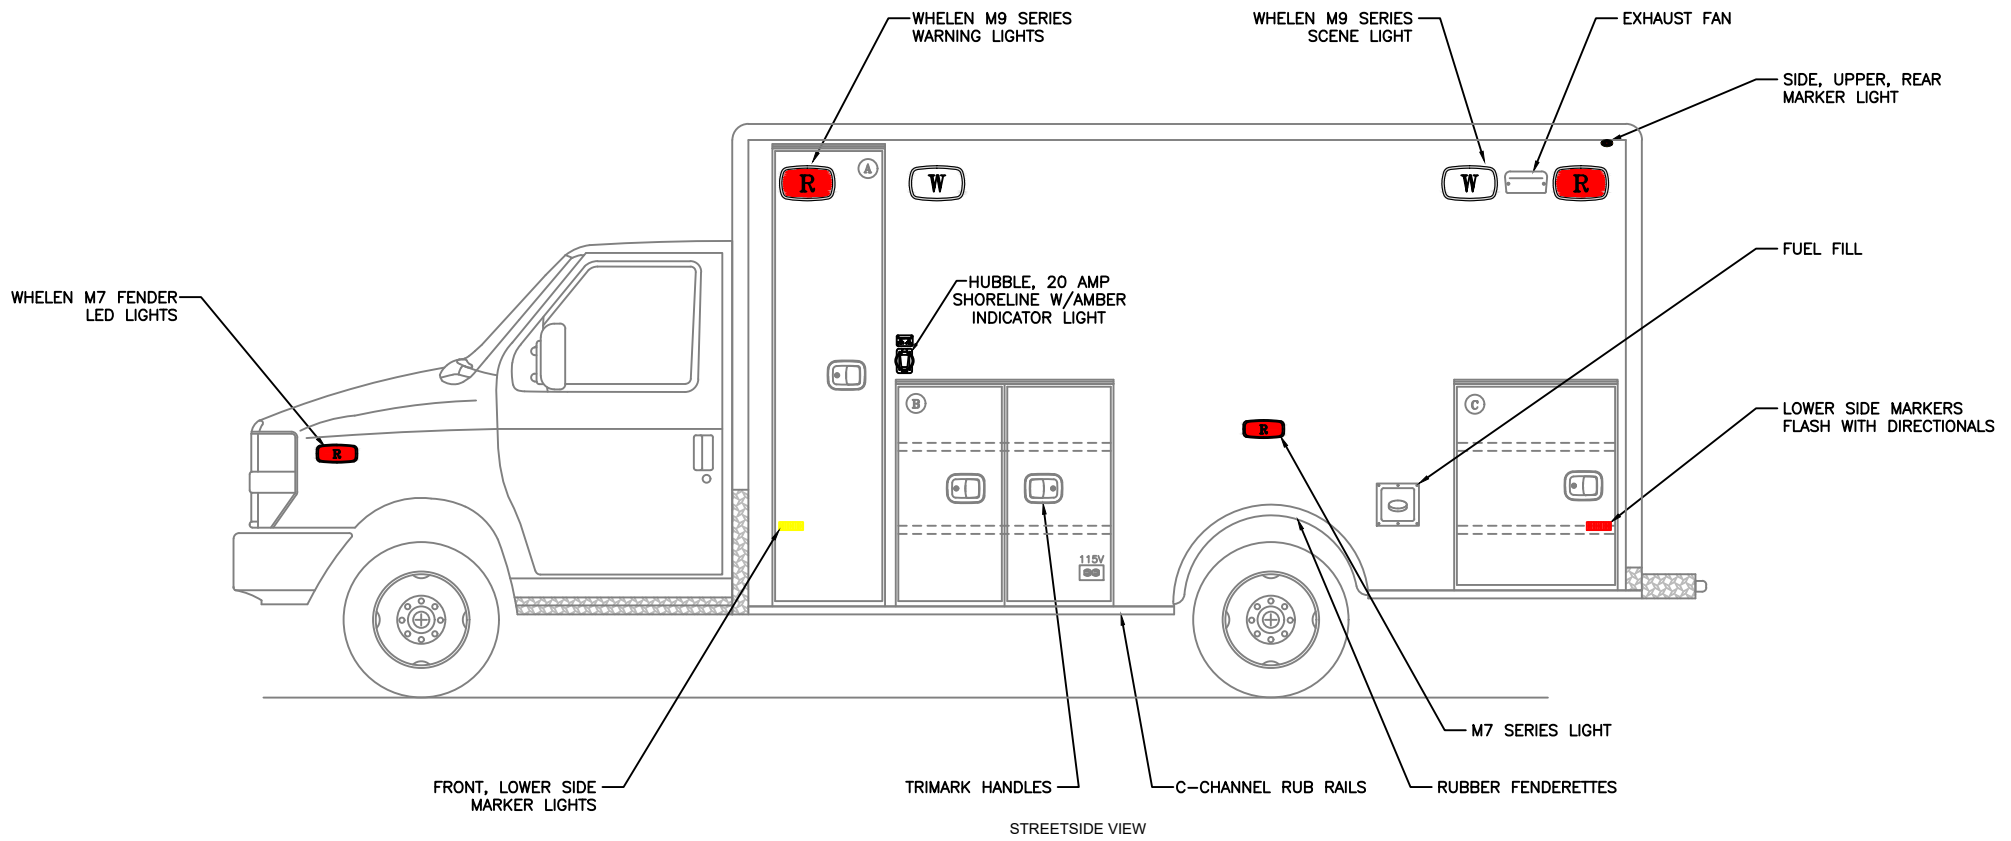 WHELEN M9 SERIES
WARNING LIGHTS
WHELEN M9 SERIES
SCENE LIGHT
EXHAUST FAN
SIDE, UPPER, REAR
MARKER LIGHT
A
R
W
W
R
FUEL FILL
HUBBLE, 20 AMP
SHORELINE W/AMBER
INDICATOR LIGHT
WHELEN M7 FENDER
LED LIGHTS
B
C
LOWER SIDE MARKERS
FLASH WITH DIRECTIONALS
R
R
115V
M7 SERIES LIGHT
FRONT, LOWER SIDE
MARKER LIGHTS
TRIMARK HANDLES
C-CHANNEL RUB RAILS
RUBBER FENDERETTES
STREETSIDE VIEW